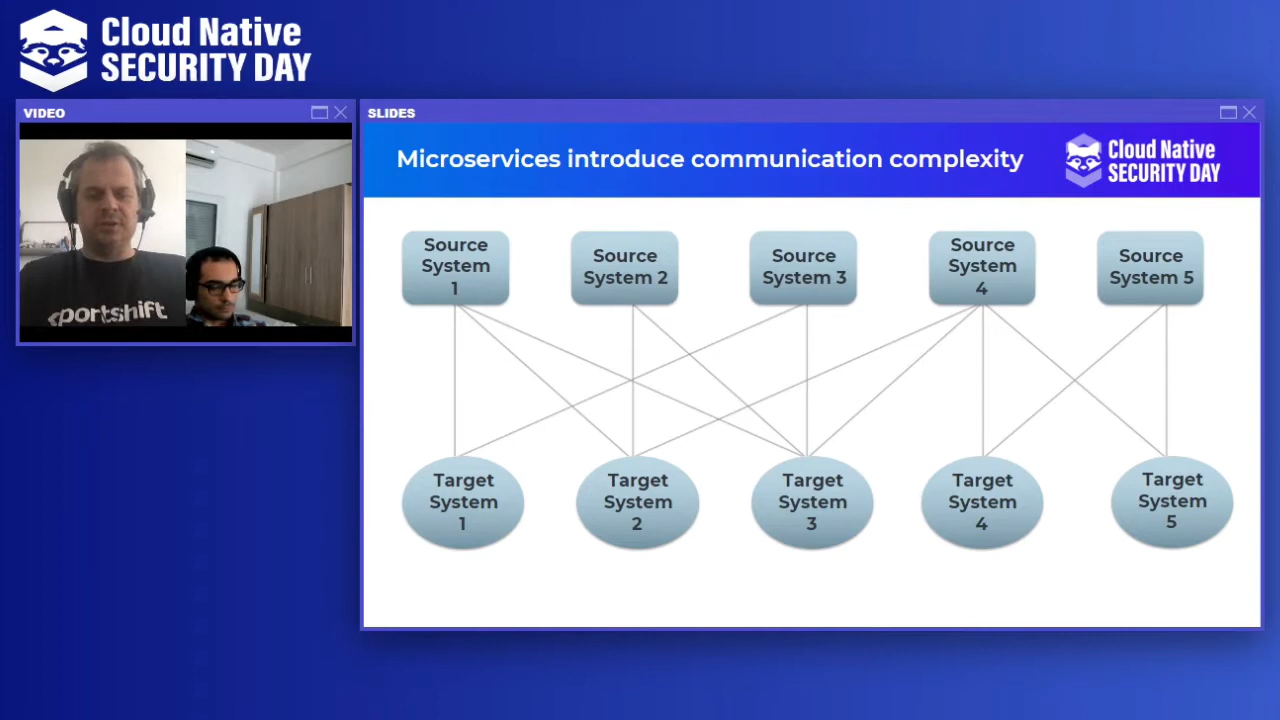 Cloud Native
SECURITY DAY
VIDEO
portshift
SLIDES
Microservices introduce communication complexity
Cloud Native
SECURITY DAY
Source
System
1
Source
System 2
Source
System 3
Source
System
4
Source
System 5
Target
System
1
Target
System
2
Target
System
3
Target
System
4
Target
System
5